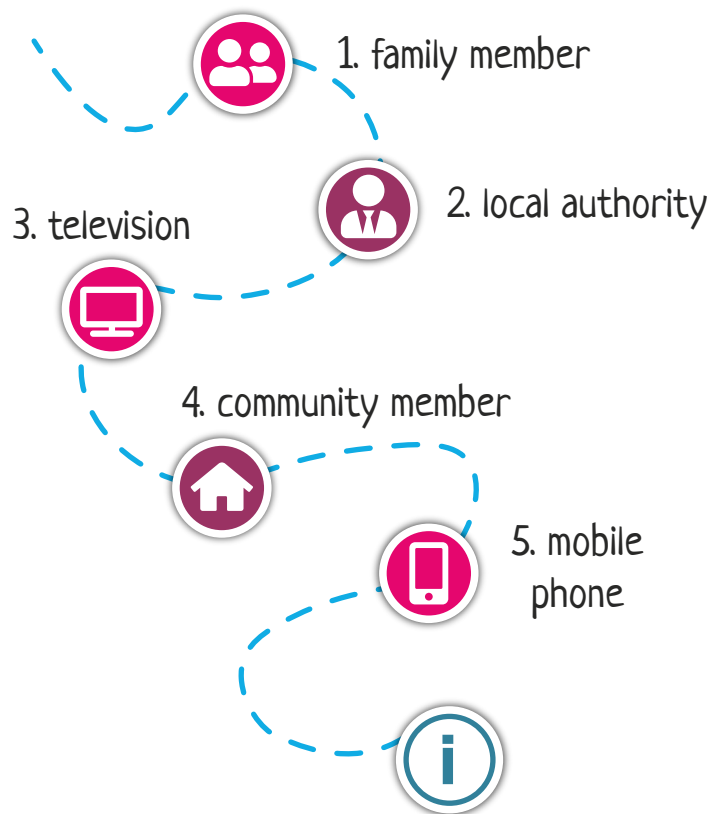 1. family member
2. local authority
3. television
4. community member
5. mobile
phone
i